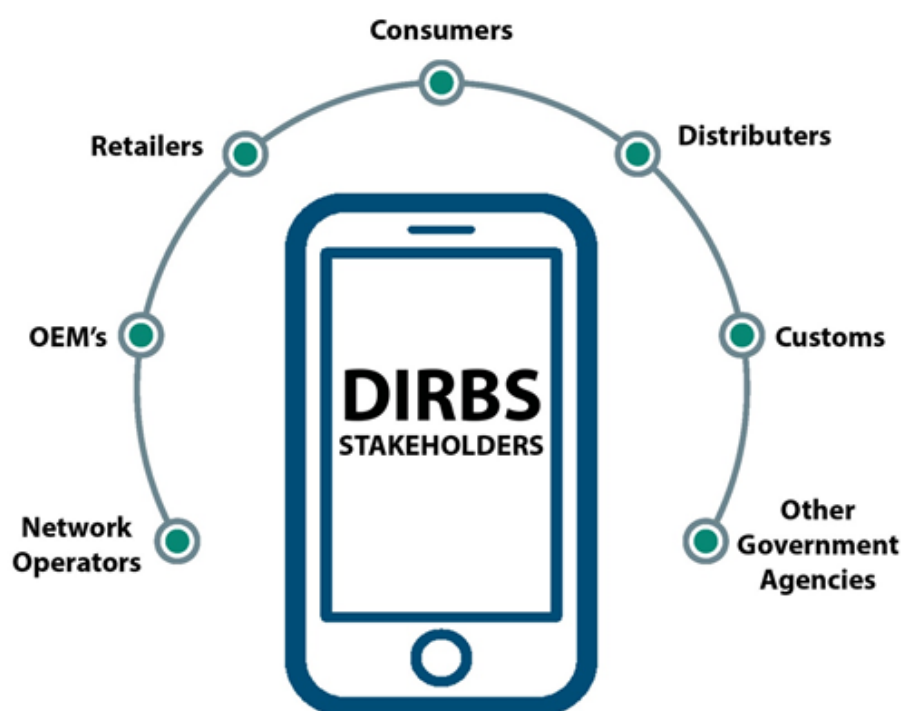 Consumers
Retailers
Distributers
OEM's
Customs
DIRBS
STAKEHOLDERS
Network
Operators
Other
Government
Agencies